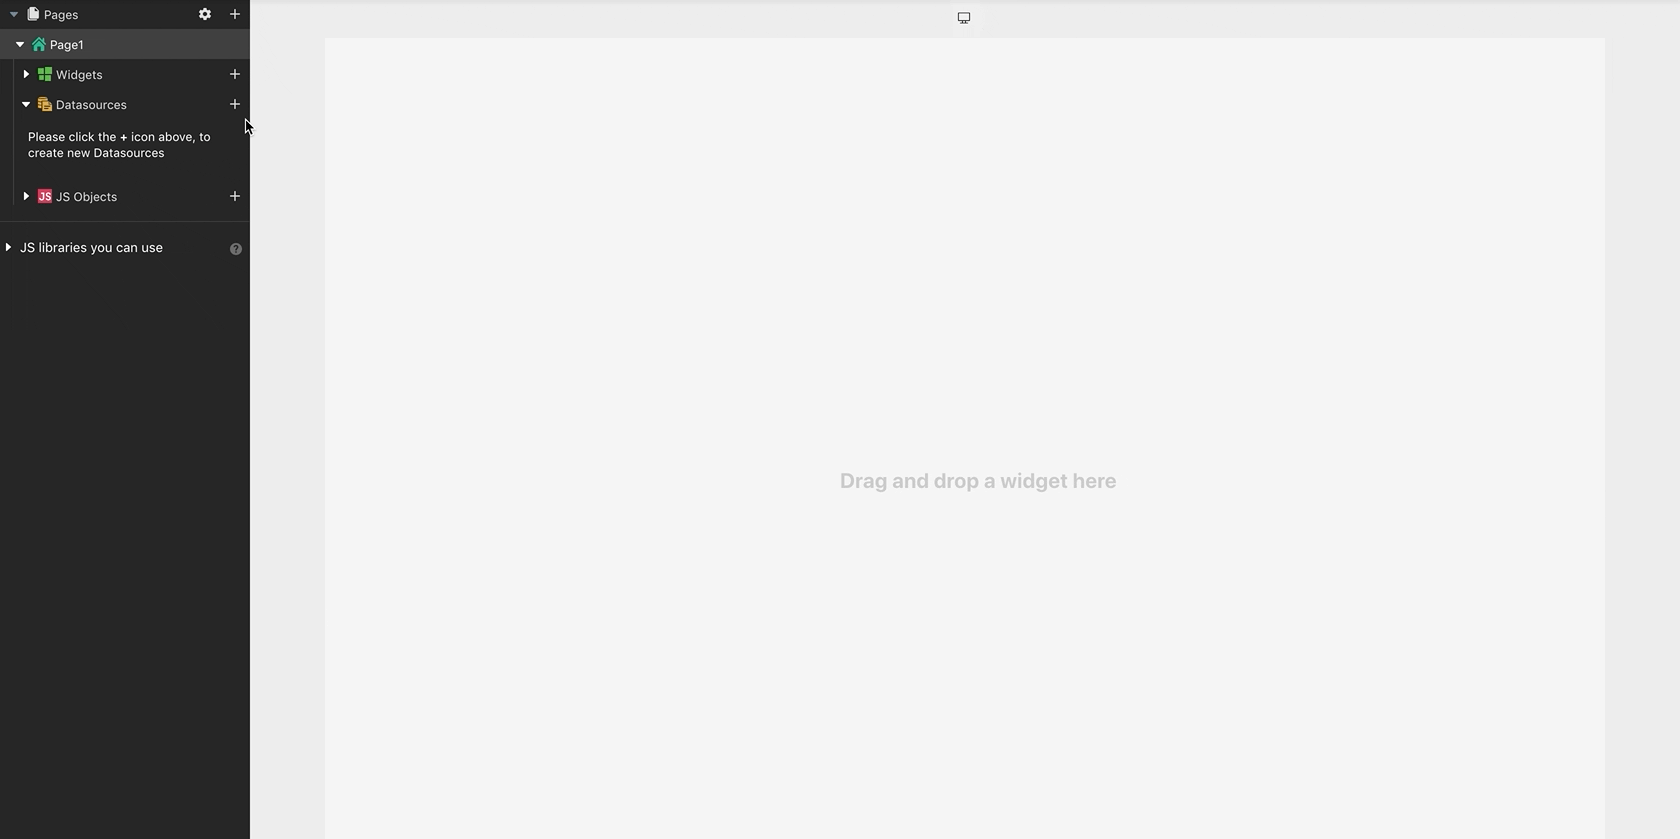 Pages
Page1
Widgets
Datasources
Please click the + icon above, to
create new Datasources
JS JS Objects
JS libraries you can use
Drag and drop a widget here